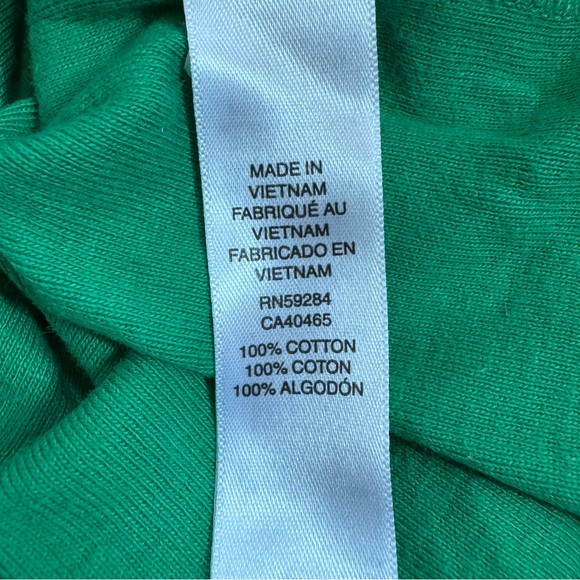 MADE IN
VIETNAM
FABRIQUÉ AU
VIETNAM
FABRICADO EN
VIETNAM
RN59284
CA40465
100% COTTON
100% COTON
100% ALGODÓN